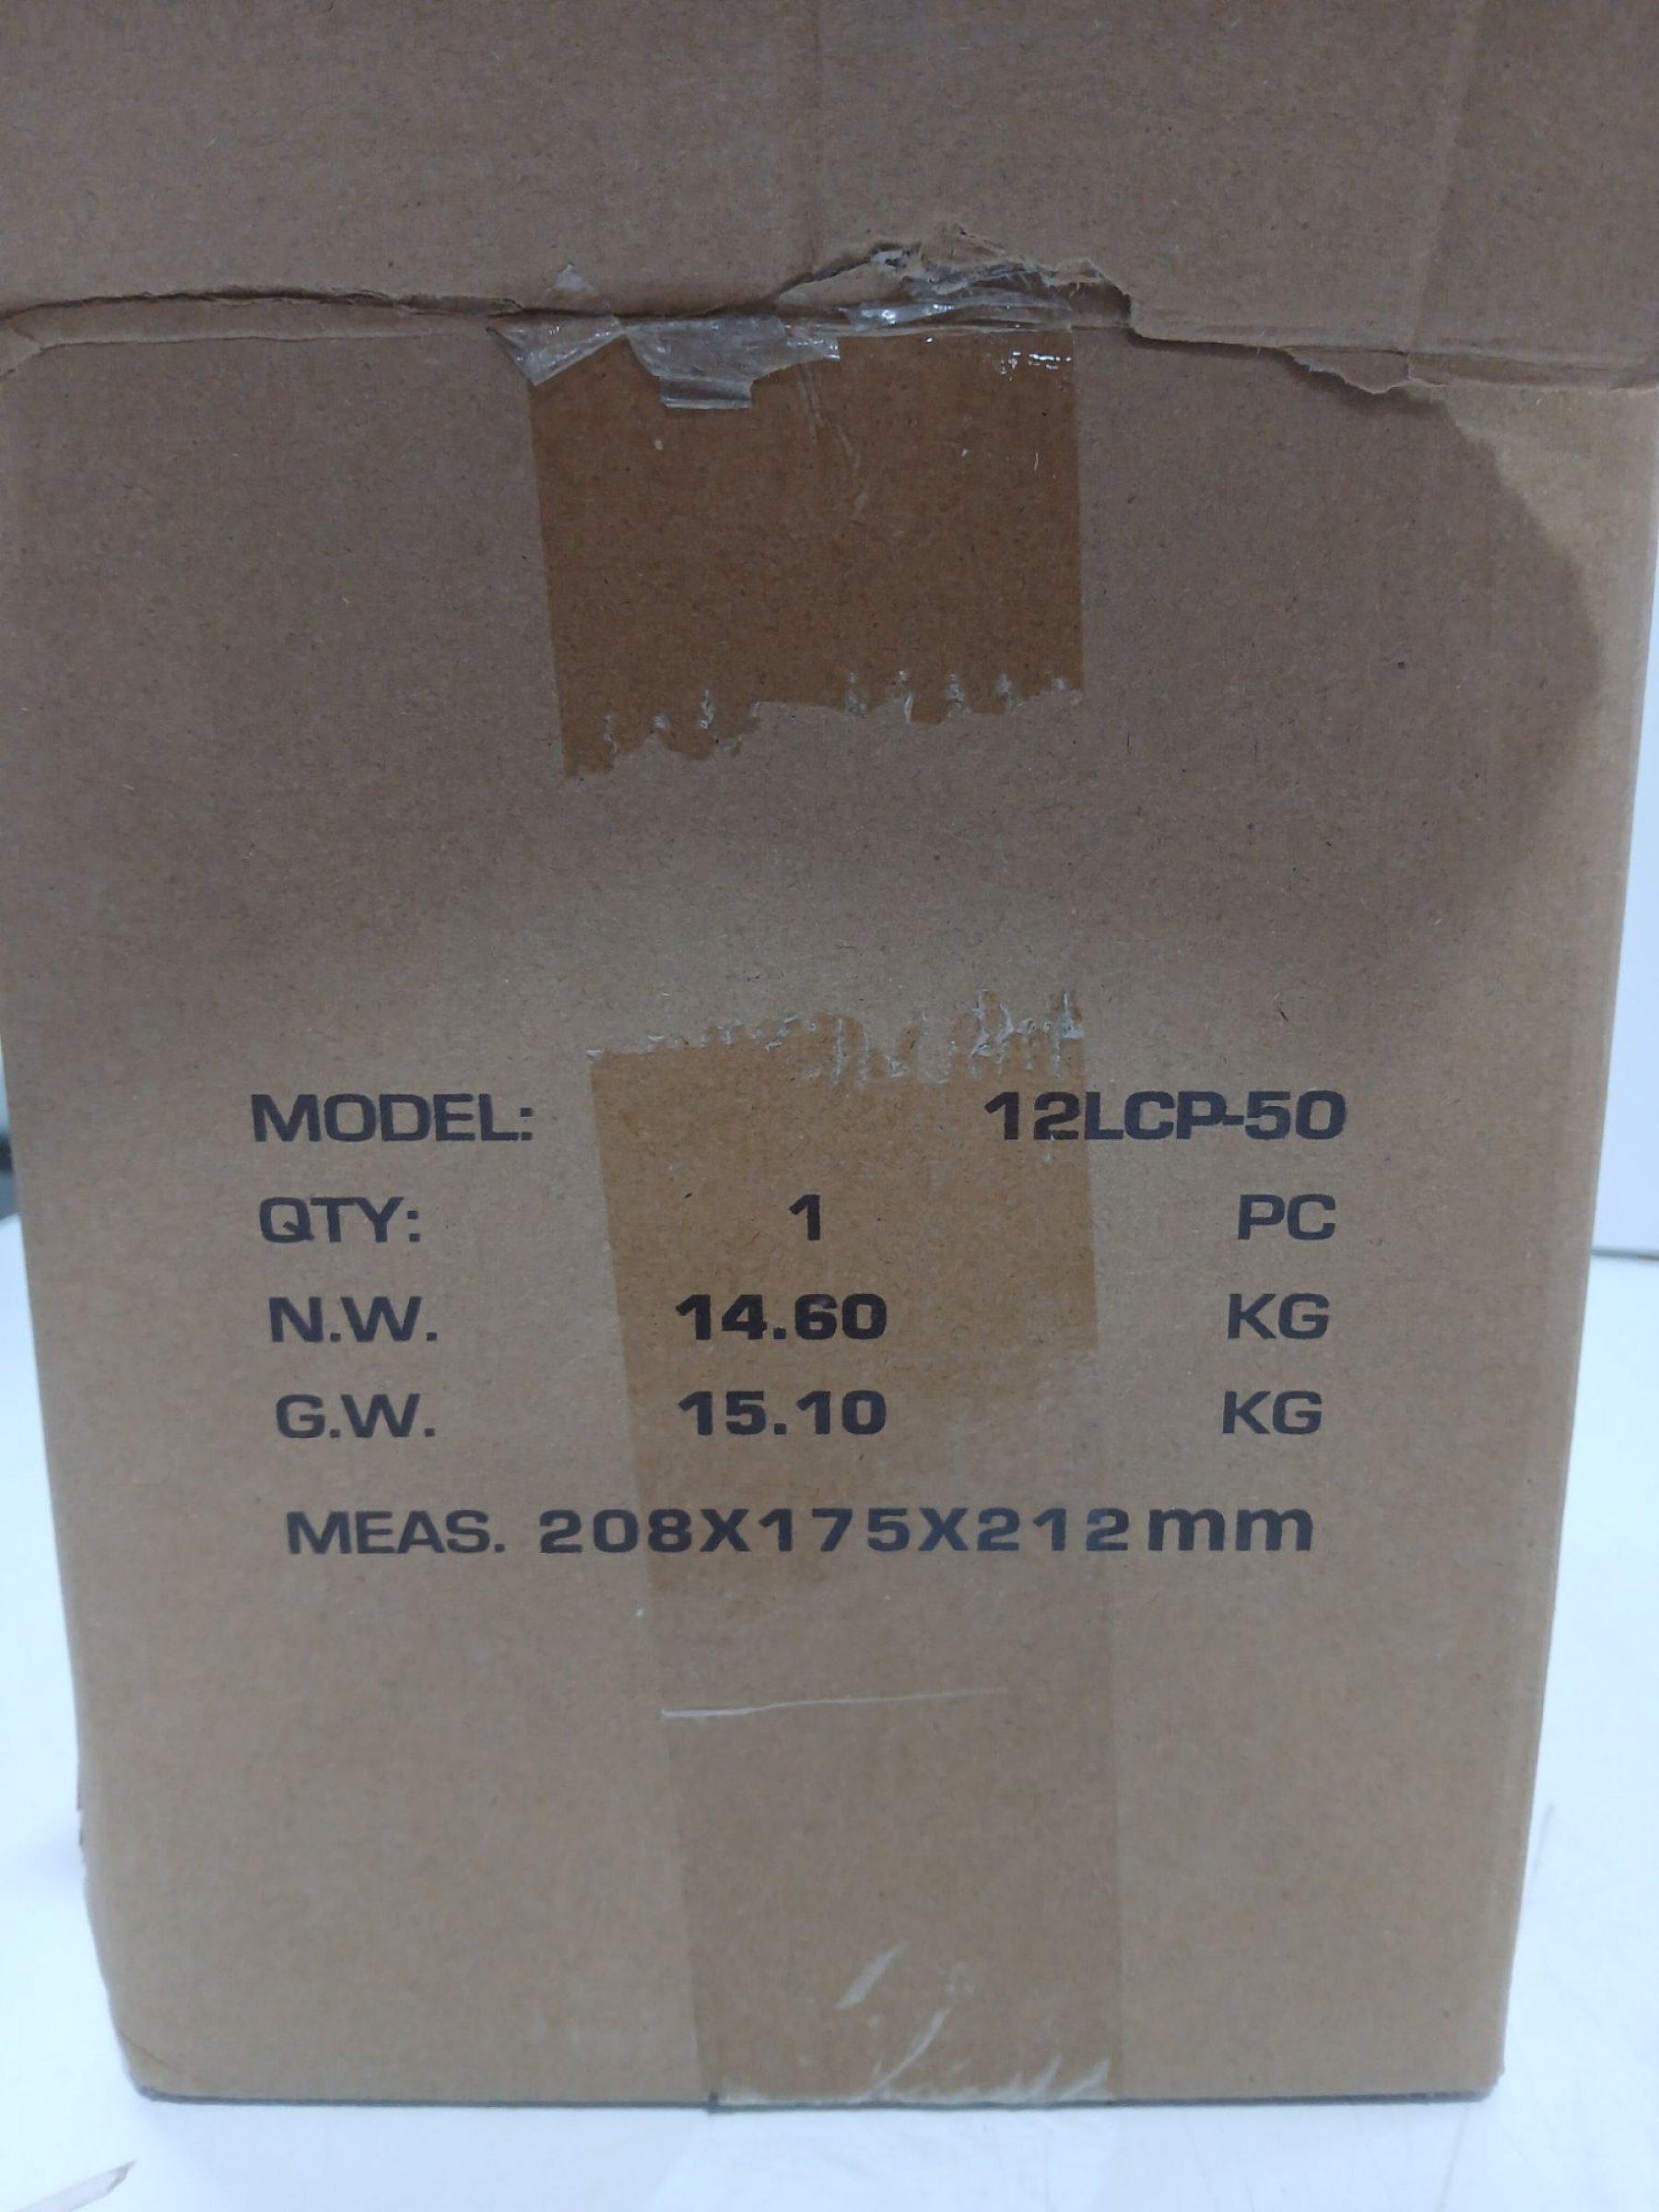 MODEL: 12LCP-50
QTY: 1 PC
N.W. 14.60 KG
G.W. 15.10 KG
MEAS. 208X175X212mm